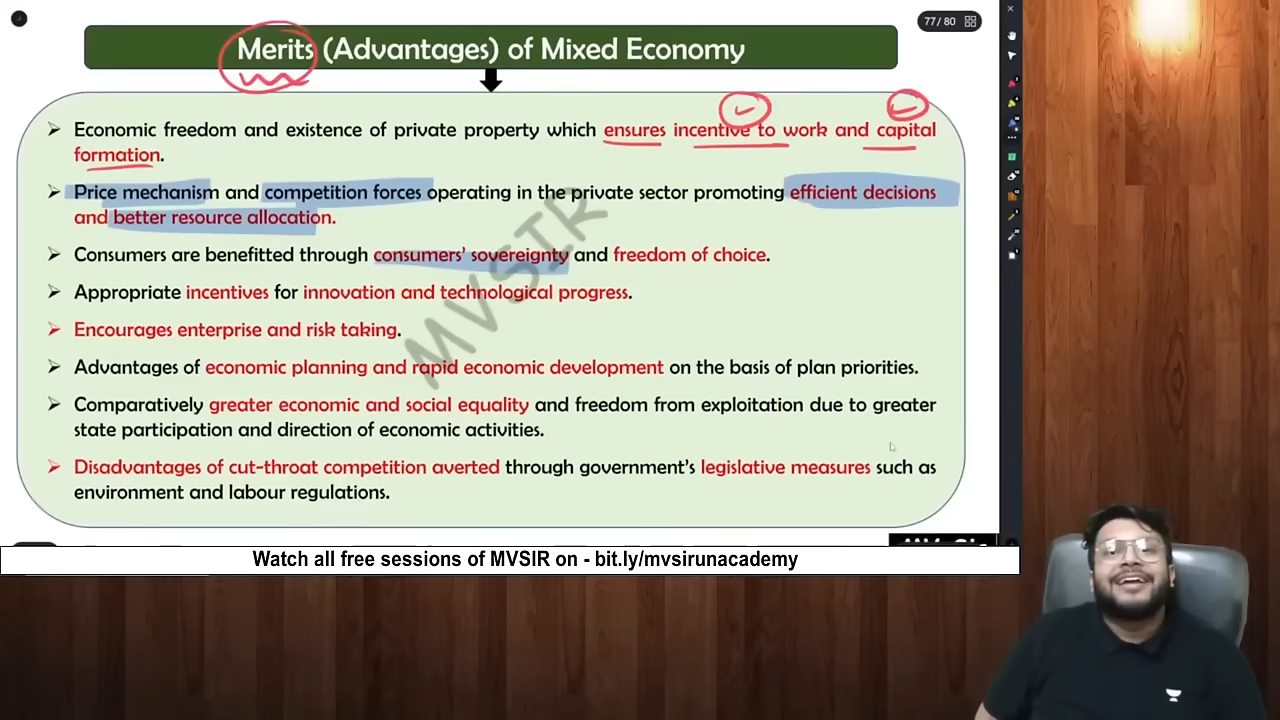 77 / 80
Merits (Advantages) of Mixed Economy
➢ Economic freedom and existence of private property which ensures incentive to work and capital
formation.
➢ Price mechanism and competition forces operating in the private sector promoting efficient decisions
and better resource allocation.
➢ Consumers are benefitted through consumers' sovereignty and freedom of choice.
➢ Appropriate incentives for innovation and technological progress.
➢ Encourages enterprise and risk taking.
➢ Advantages of economic planning and rapid economic development on the basis of plan priorities.
➢ Comparatively greater economic and social equality and freedom from exploitation due to greater
state participation and direction of economic activities.
➢ Disadvantages of cut-throat competition averted through government's legislative measures such as
environment and labour regulations.
MVSIR
Watch all free sessions of MVSIR on - bit.ly/mvsirunacademy